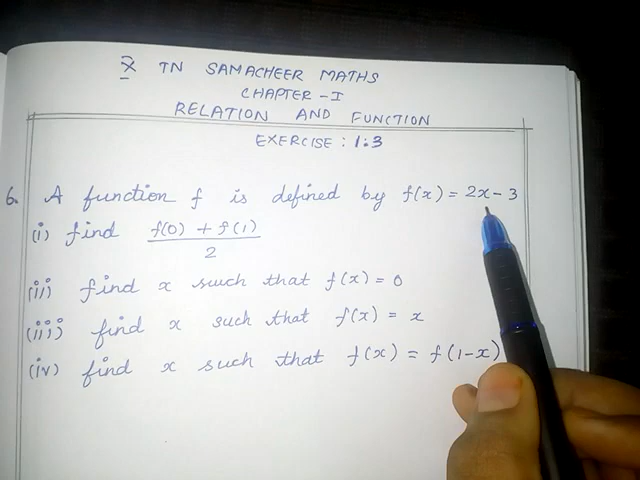 X TN SAMACHEER MATHS
CHAPTER - I
RELATION AND FUNCTION
EXERCISE : 1.3
6. A function f is defined by f(x) = 2x - 3
(i) find (f(0) + f(1))/2
(ii) find x such that f(x) = 0
(iii) find x such that f(x) = x
(iv) find x such that f(x) = f(1-x)